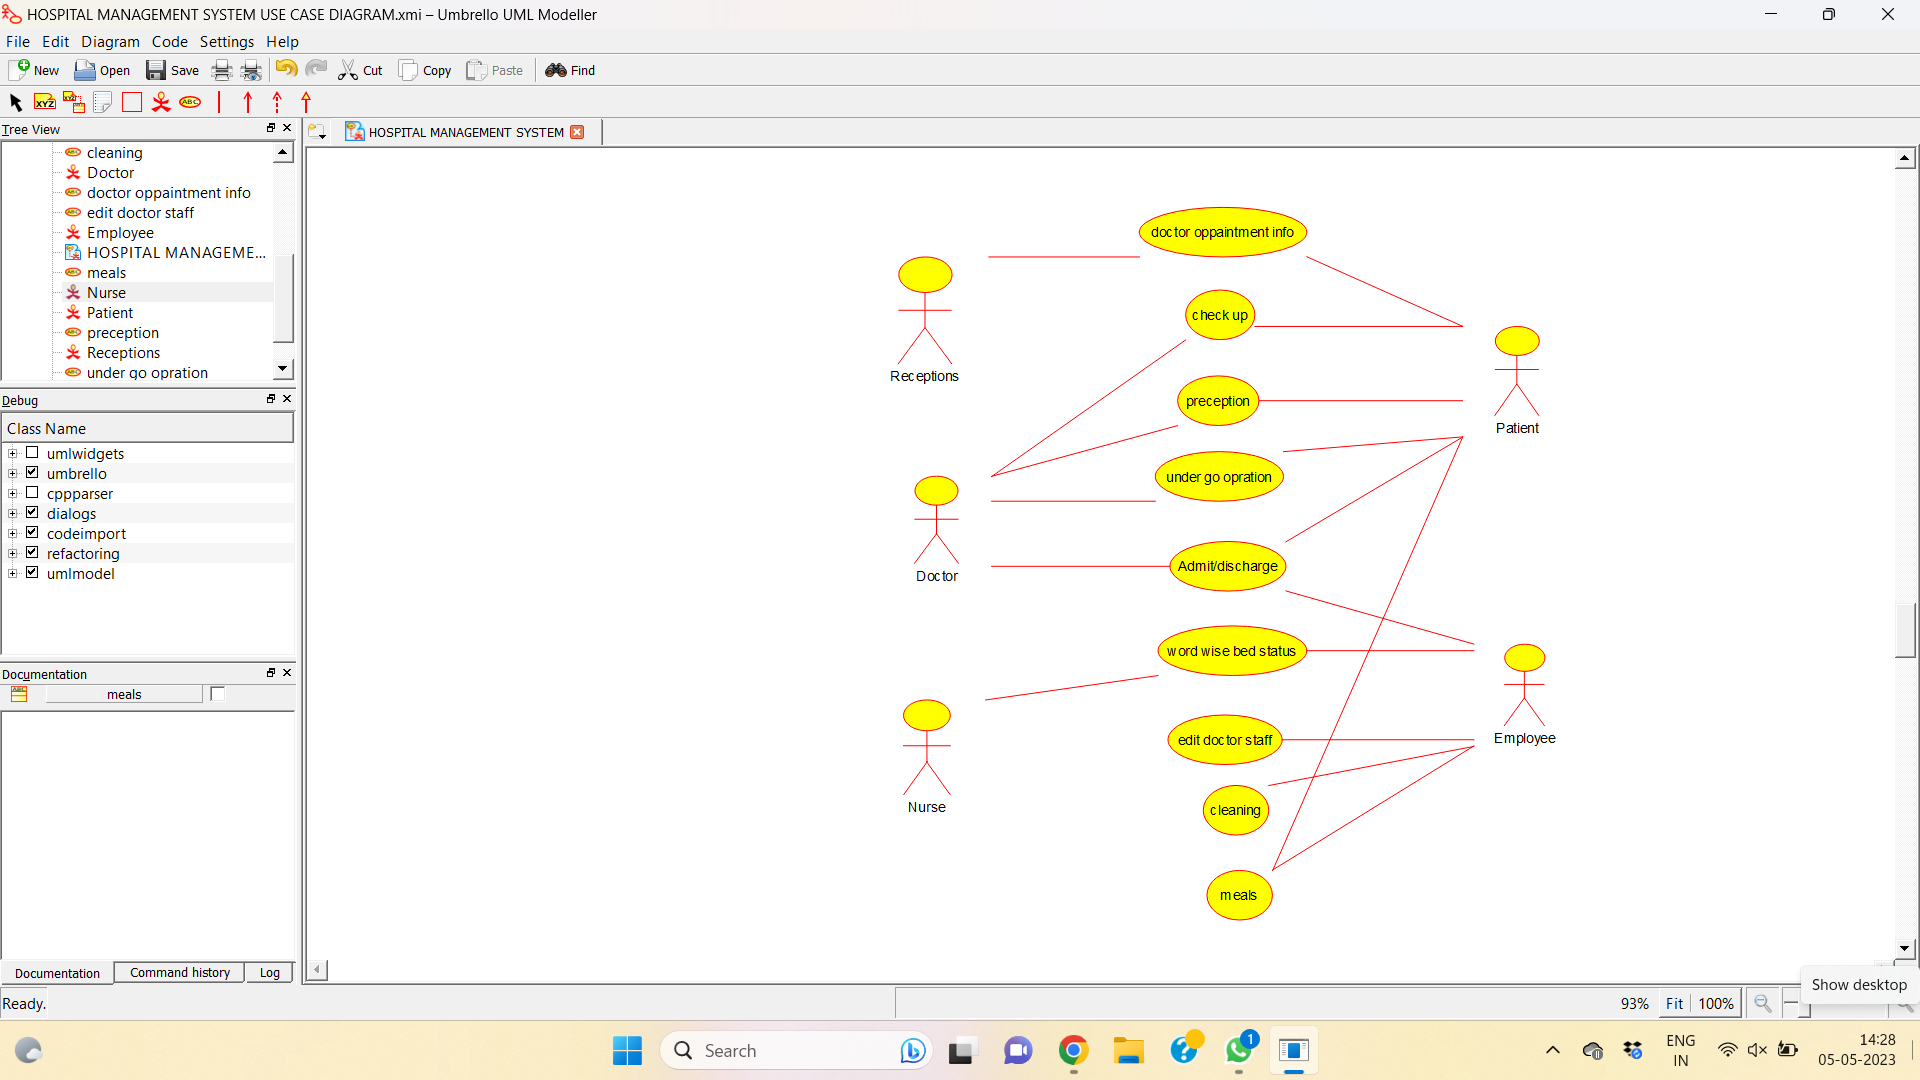 HOSPITAL MANAGEMENT SYSTEM USE CASE DIAGRAM.xmi – Umbrello UML Modeller
File Edit Diagram Code Settings Help
New Open Save Cut Copy Paste Find
XYZ XYZ ABC
Tree View
cleaning
Doctor
doctor oppaintment info
edit doctor staff
Employee
HOSPITAL MANAGEME...
meals
Nurse
Patient
preception
Receptions
under go opration
Debug
Class Name
umlwidgets
umbrello
cppparser
dialogs
codeimport
refactoring
umlmodel
Documentation
meals
Documentation Command history Log
Ready.
HOSPITAL MANAGEMENT SYSTEM
doctor oppaintment info
check up
Receptions
preception
Patient
under go opration
Doctor
Admit/discharge
word wise bed status
edit doctor staff
Employee
Nurse
cleaning
meals
Show desktop
93% Fit 100%
Search
1
ENG
IN
14:28
05-05-2023